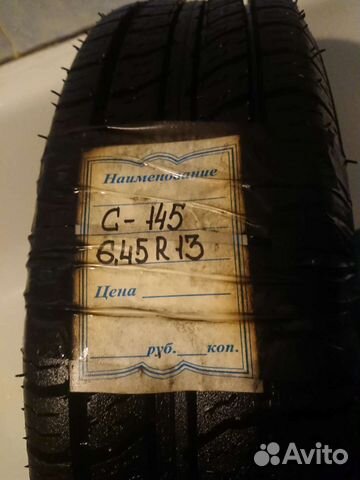 Наименование
С-145
6.45 R 13
Цена
руб. коп.
Avito